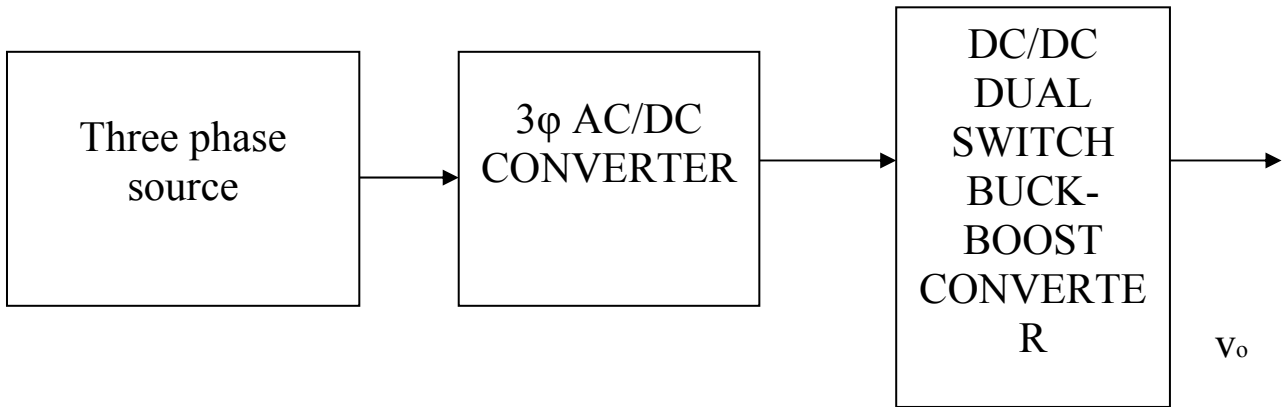 Three phase
source
3φ AC/DC
CONVERTER
DC/DC
DUAL
SWITCH
BUCK-
BOOST
CONVERTE
R
vₒ